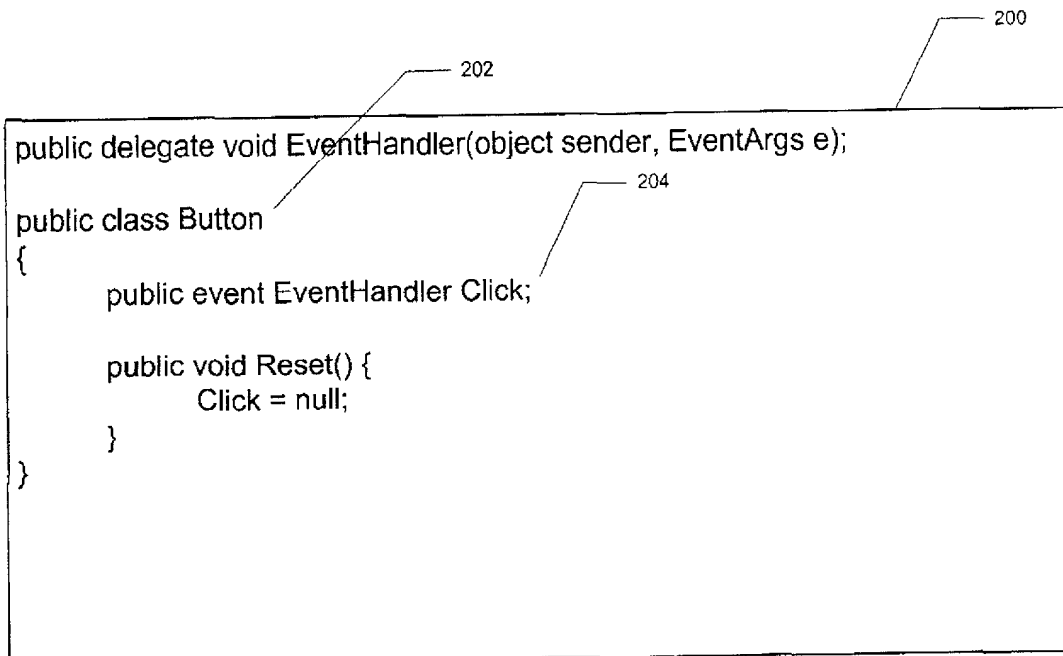 200
202
public delegate void EventHandler(object sender, EventArgs e);
204
public class Button
{
public event EventHandler Click;
public void Reset() {
Click = null;
}
}